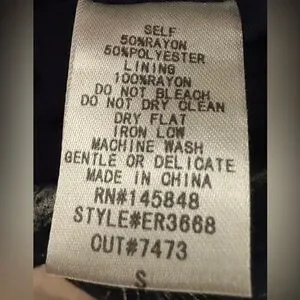 SELF
50%RAYON
50%POLYESTER
LINING
100%RAYON
DO NOT BLEACH
DO NOT DRY CLEAN
DRY FLAT
IRON LOW
MACHINE WASH
GENTLE OR DELICATE
MADE IN CHINA
RN#145848
STYLE#ER3668
CUT#7473
S